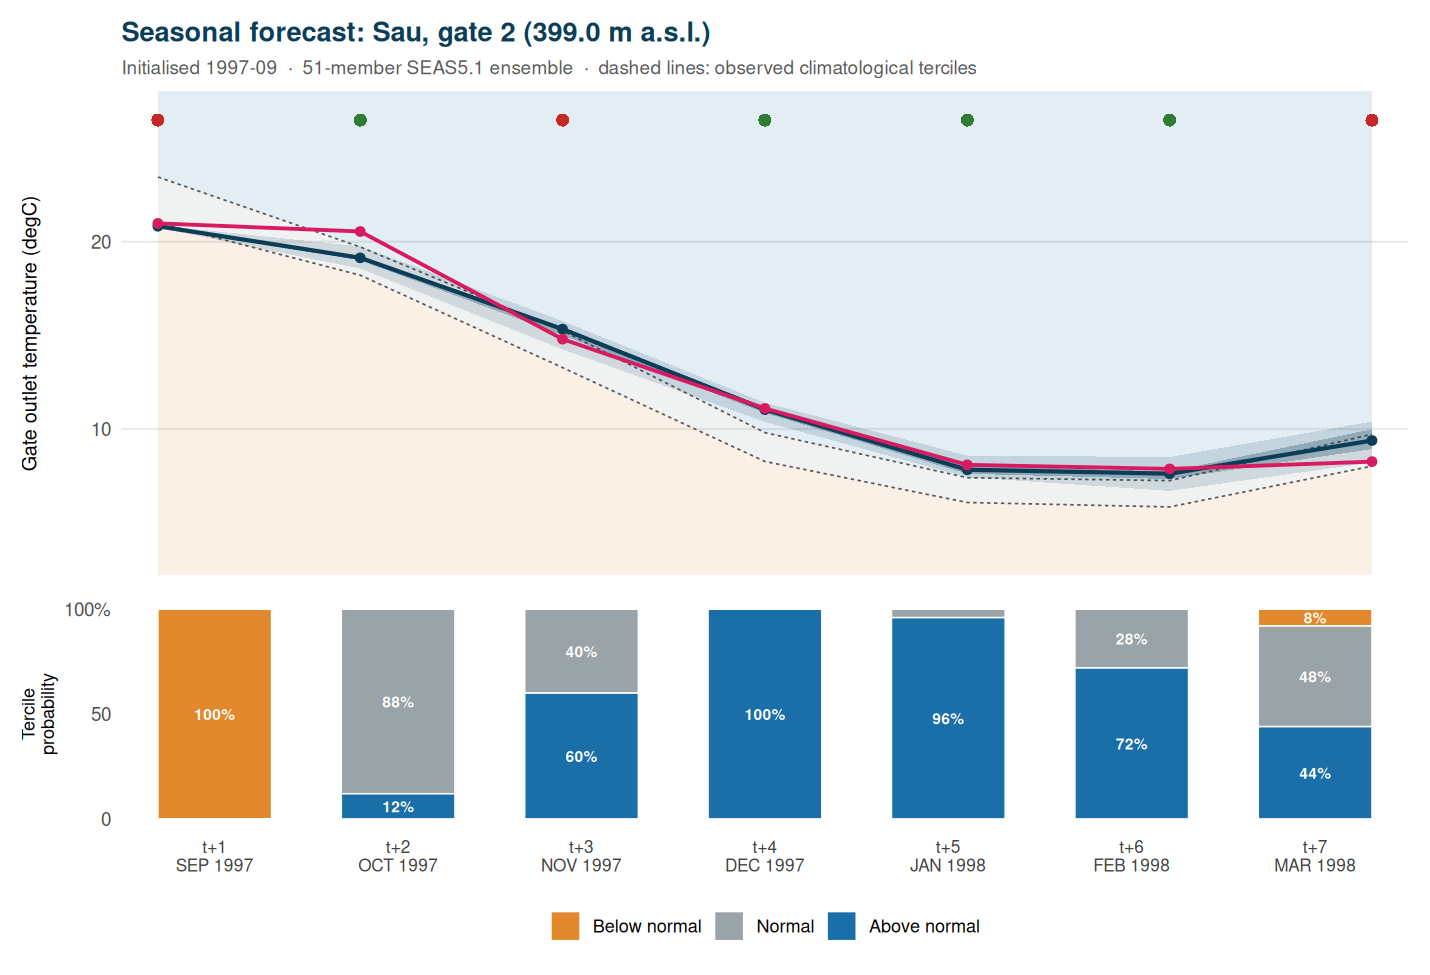 Seasonal forecast: Sau, gate 2 (399.0 m a.s.l.)
Initialised 1997-09 · 51-member SEAS5.1 ensemble · dashed lines: observed climatological terciles
Gate outlet temperature (degC)
20
10
Tercile
probability
100%
50
0
100%
88%
12%
40%
60%
100%
96%
28%
72%
8%
48%
44%
t+1
SEP 1997
t+2
OCT 1997
t+3
NOV 1997
t+4
DEC 1997
t+5
JAN 1998
t+6
FEB 1998
t+7
MAR 1998
Below normal
Normal
Above normal